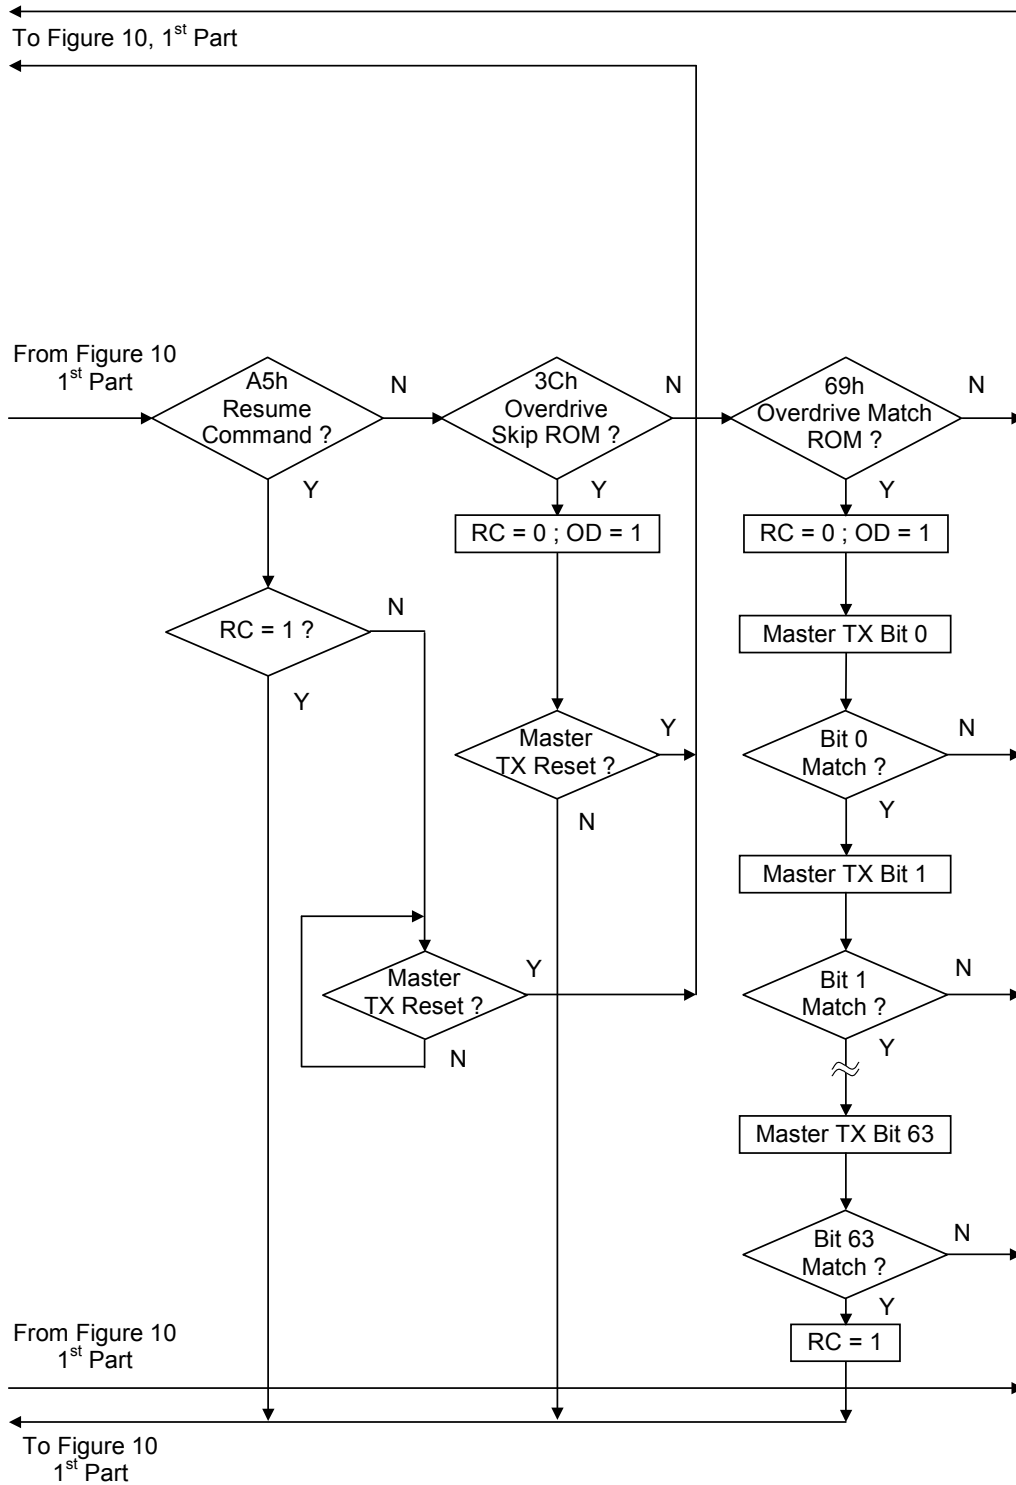 To Figure 10, 1st Part
From Figure 10
1st Part
A5h
Resume
Command ?
N
Y
3Ch
Overdrive
Skip ROM ?
N
Y
69h
Overdrive Match
ROM ?
N
Y
RC = 0 ; OD = 1
RC = 0 ; OD = 1
RC = 1 ?
N
Y
Master TX Bit 0
Master
TX Reset ?
Y
N
Bit 0
Match ?
N
Y
Master TX Bit 1
Master
TX Reset ?
Y
N
Bit 1
Match ?
N
Y
Master TX Bit 63
Bit 63
Match ?
N
Y
RC = 1
From Figure 10
1st Part
To Figure 10
1st Part